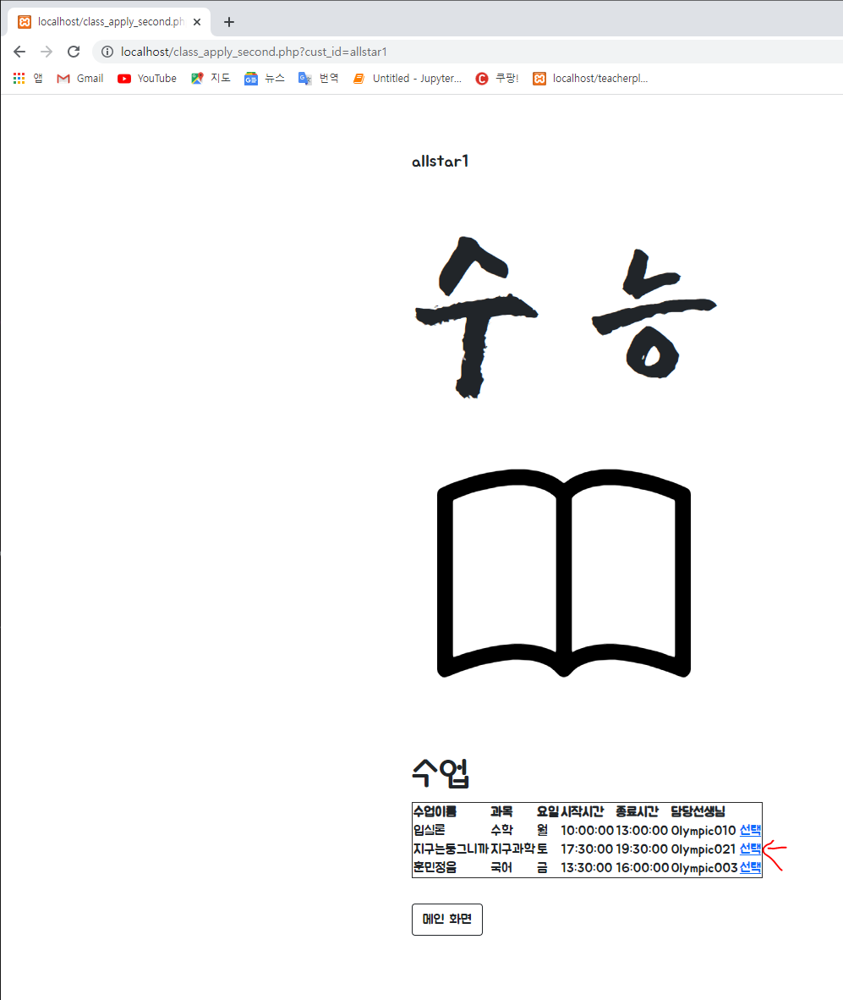 localhost/class_apply_second.ph
localhost/class_apply_second.php?cust_id=allstar1
앱 Gmail YouTube 지도 뉴스 번역 Untitled - Jupyter... 쿠팡! localhost/teacherpl...
allstar1
수 능
수업
수업이름 과목 요일 시작시간 종료시간 담당선생님
입실론 수학 월 10:00:00 13:00:00 Olympic010 선택
지구는둥그니까 지구과학 토 17:30:00 19:30:00 Olympic021 선택
훈민정음 국어 금 13:30:00 16:00:00 Olympic003 선택
메인 화면